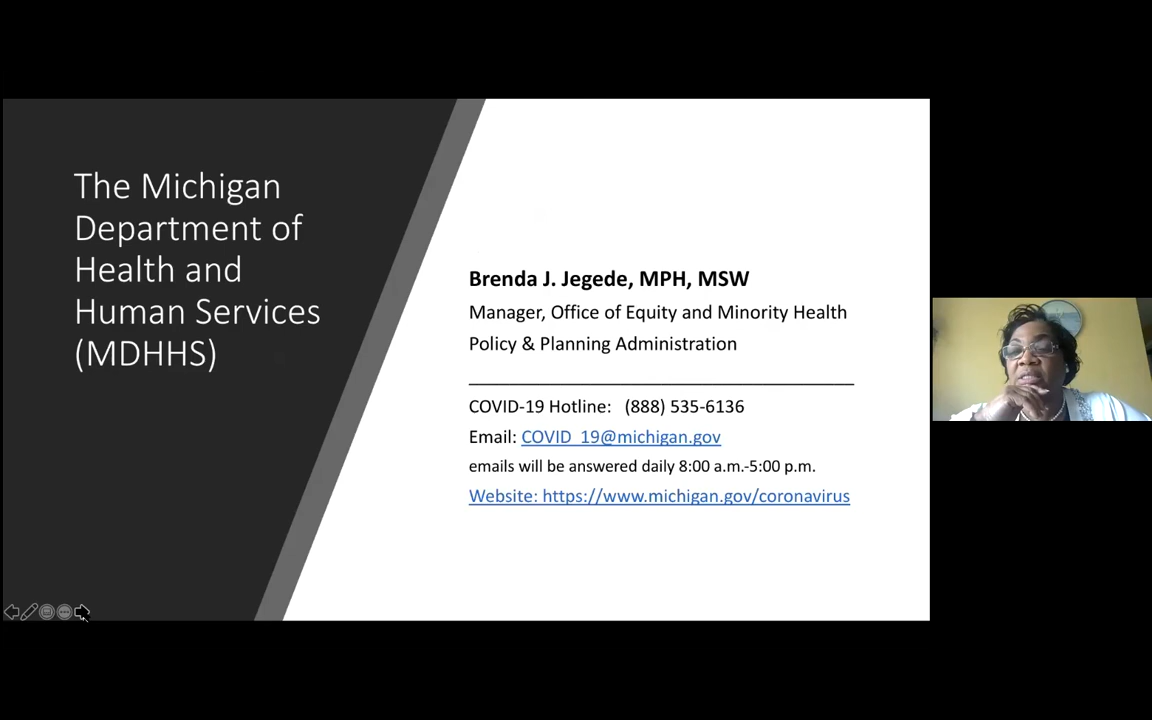 The Michigan
Department of
Health and
Human Services
(MDHHS)
Brenda J. Jegede, MPH, MSW
Manager, Office of Equity and Minority Health
Policy & Planning Administration
COVID-19 Hotline: (888) 535-6136
Email: COVID_19@michigan.gov
emails will be answered daily 8:00 a.m.-5:00 p.m.
Website: https://www.michigan.gov/coronavirus